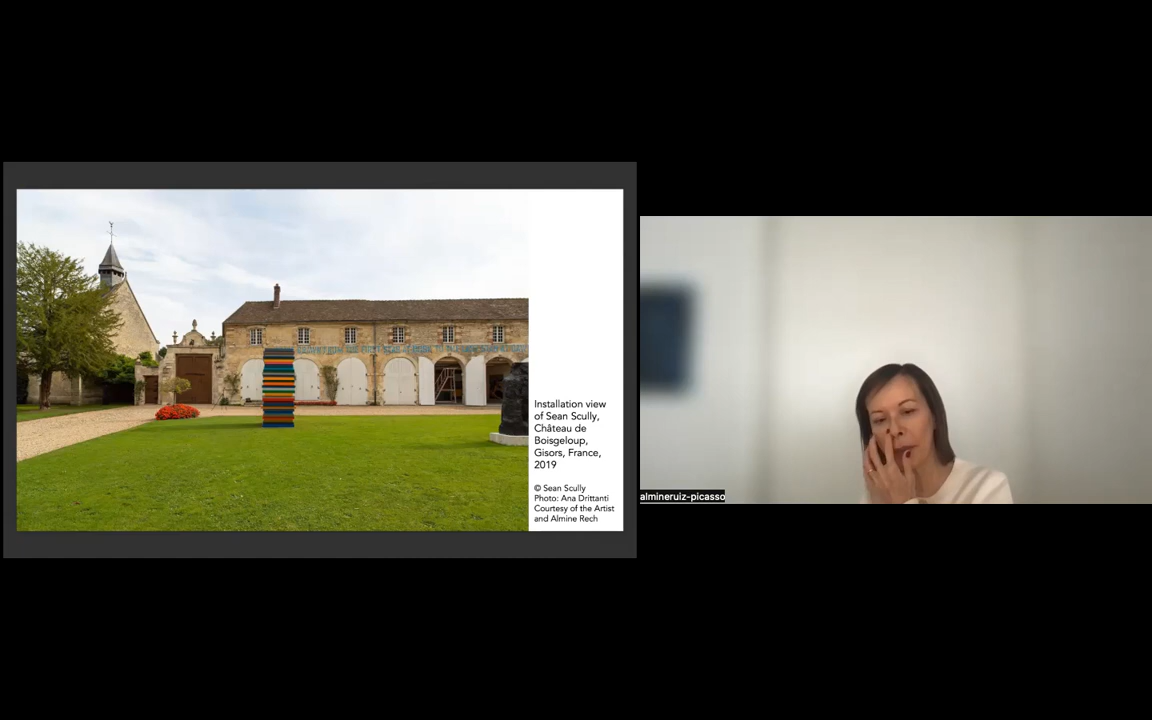 Installation view
of Sean Scully,
Château de
Boisgeloup,
Gisors, France,
2019
© Sean Scully
Photo: Ana Drittanti
Courtesy of the Artist
and Almine Rech
almineruiz-picasso